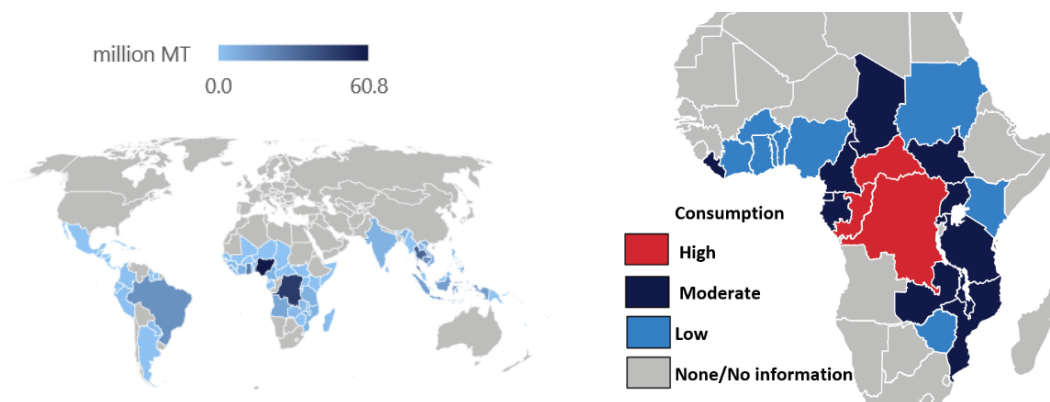 million MT
0.0
60.8
Consumption
High
Moderate
Low
None/No information